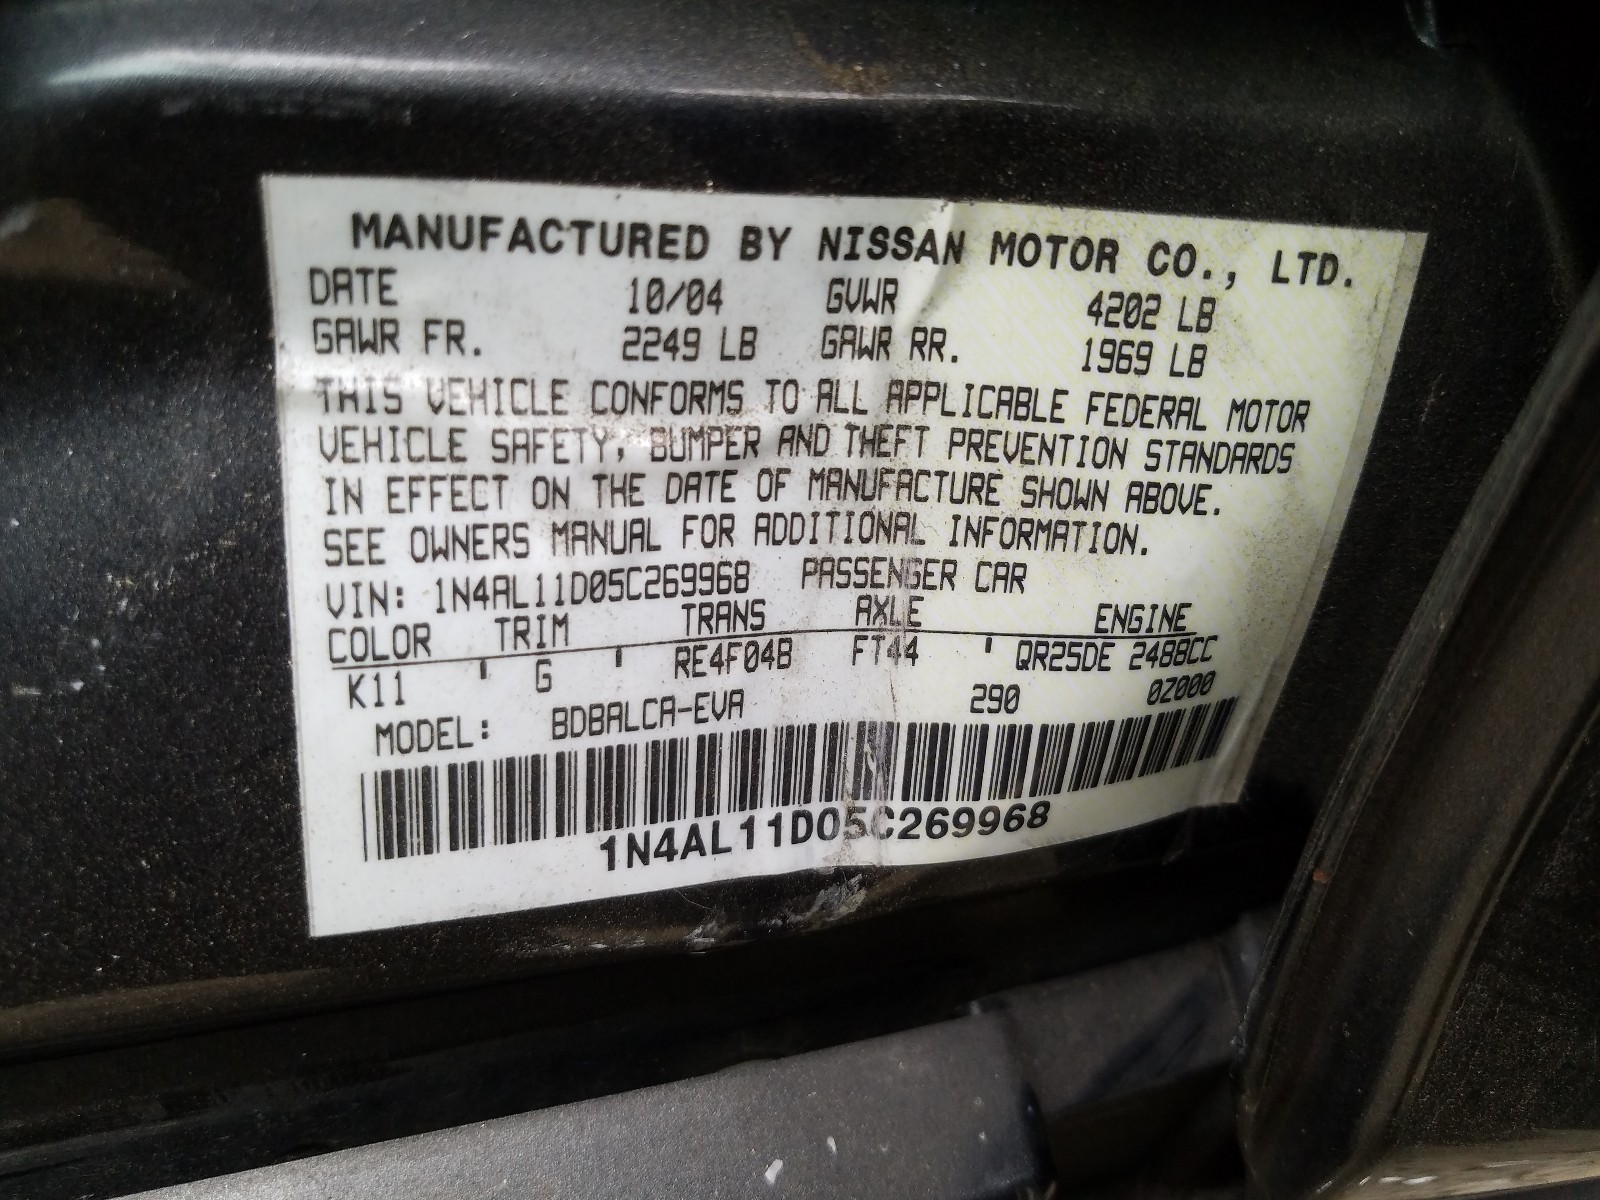 MANUFACTURED BY NISSAN MOTOR CO., LTD.
DATE 10/04 GVWR 4202 LB
GAWR FR. 2249 LB GAWR RR. 1969 LB
THIS VEHICLE CONFORMS TO ALL APPLICABLE FEDERAL MOTOR
VEHICLE SAFETY, BUMPER AND THEFT PREVENTION STANDARDS
IN EFFECT ON THE DATE OF MANUFACTURE SHOWN ABOVE.
SEE OWNERS MANUAL FOR ADDITIONAL INFORMATION.
VIN: 1N4AL11D05C269968 PASSENGER CAR
COLOR TRIM TRANS AXLE ENGINE
K11 ' G ' RE4F04B FT44 ' QR25DE 2488CC
MODEL: BDBALCA-EVA 290 0Z000
1N4AL11D05C269968